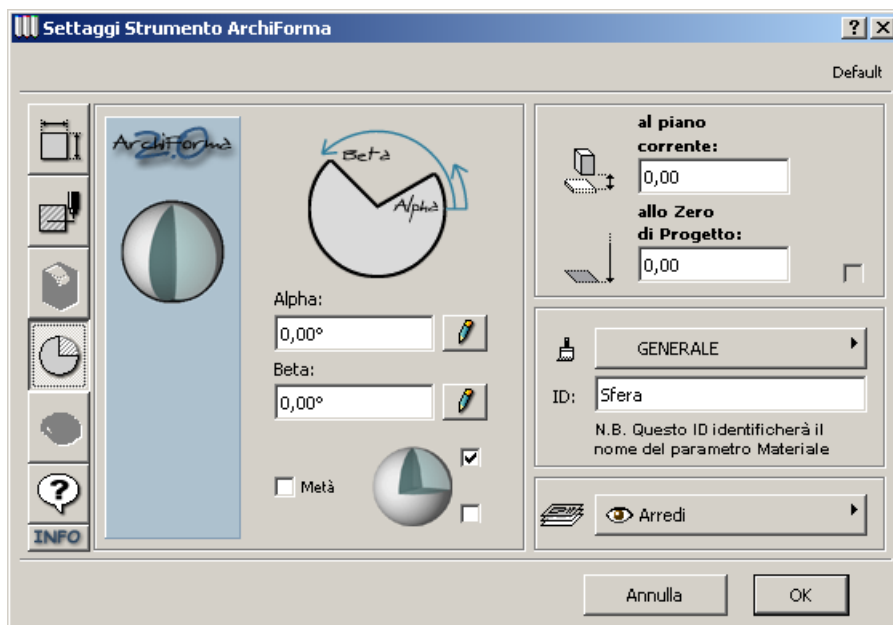 Settaggi Strumento ArchiForma
Default
ArchiForma
2.0
Beta
Alpha
Alpha:
0,00°
Beta:
0,00°
Metà
INFO
al piano
corrente:
0,00
allo Zero
di Progetto:
0,00
GENERALE
ID:
Sfera
N.B. Questo ID identificherà il
nome del parametro Materiale
Arredi
Annulla
OK